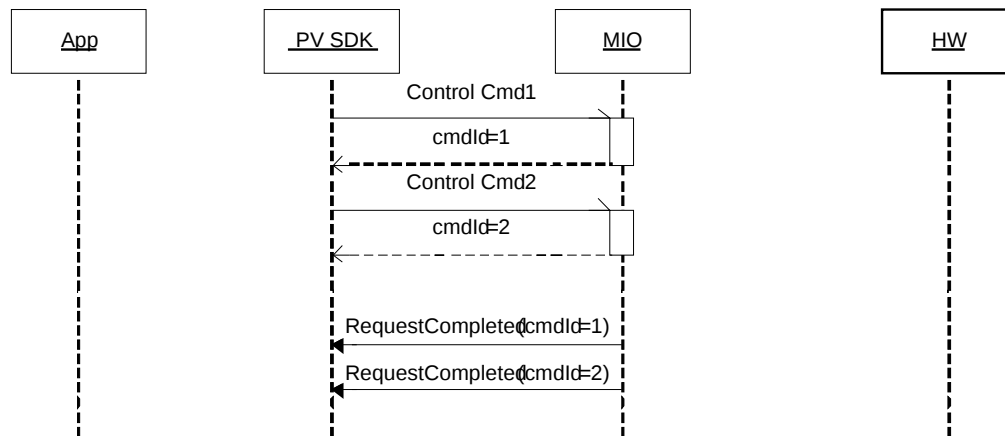 App
PV SDK
MIO
HW
Control Cmd1
cmdId=1
Control Cmd2
cmdId=2
RequestCompleted(cmdId=1)
RequestCompleted(cmdId=2)